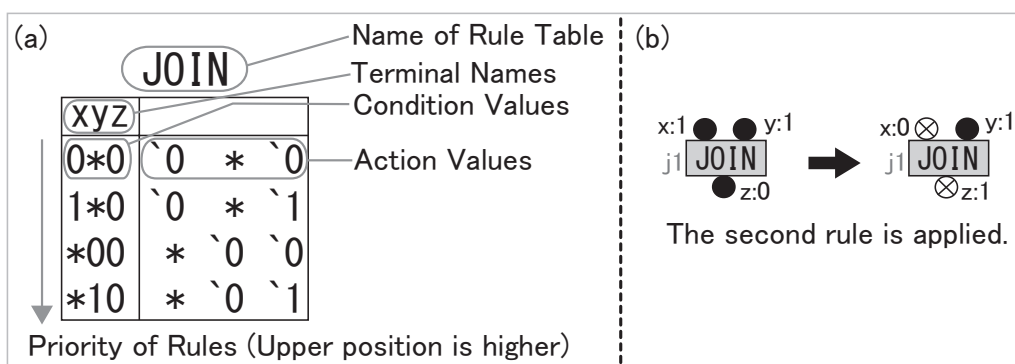 (a)
Name of Rule Table
JOIN
Terminal Names
Condition Values
xyz
0*0 `0 * `0
Action Values
1*0 `0 * `1
*00 * `0 `0
*10 * `0 `1
Priority of Rules (Upper position is higher)
(b)
x:1 y:1
j1 JOIN
z:0
x:0 y:1
j1 JOIN
z:1
The second rule is applied.